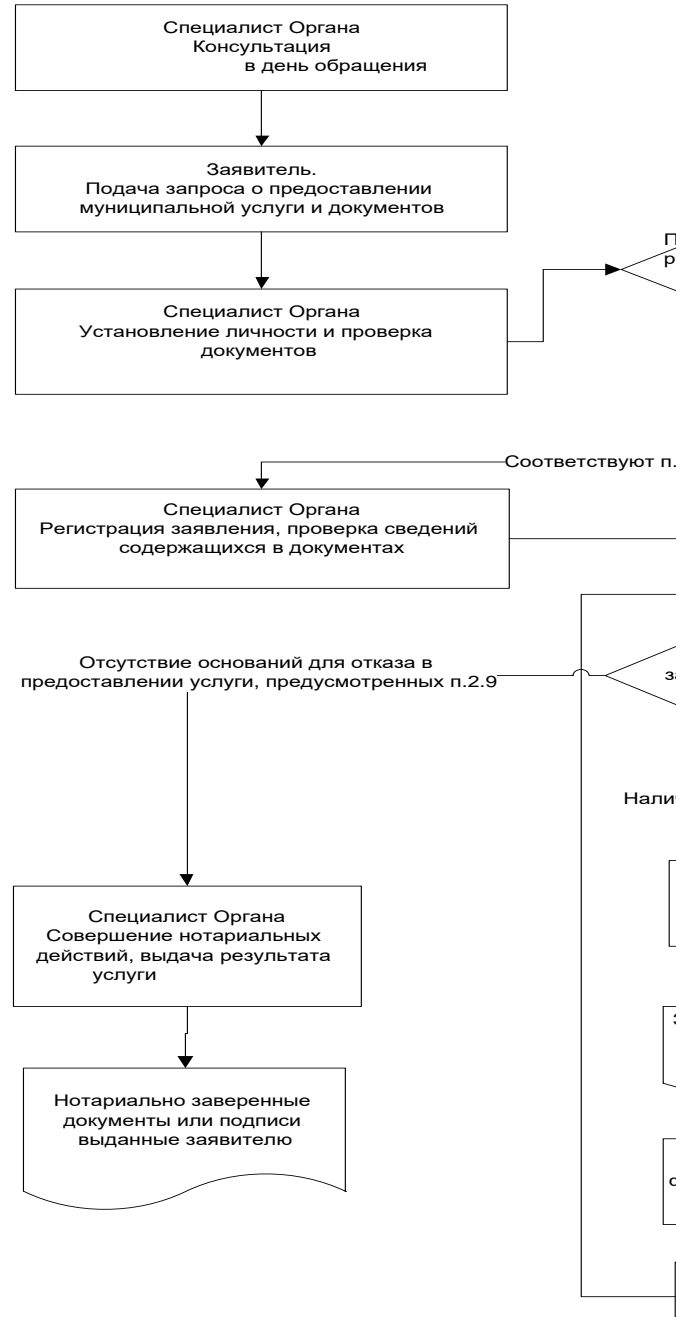 Специалист Органа
Консультация
в день обращения
Заявитель.
Подача запроса о предоставлении
муниципальной услуги и документов
Специалист Органа
Установление личности и проверка
документов
Соответствуют п.
Специалист Органа
Регистрация заявления, проверка сведений
содержащихся в документах
Отсутствие оснований для отказа в
предоставлении услуги, предусмотренных п.2.9
Специалист Органа
Совершение нотариальных
действий, выдача результата
услуги
Нотариально заверенные
документы или подписи
выданные заявителю